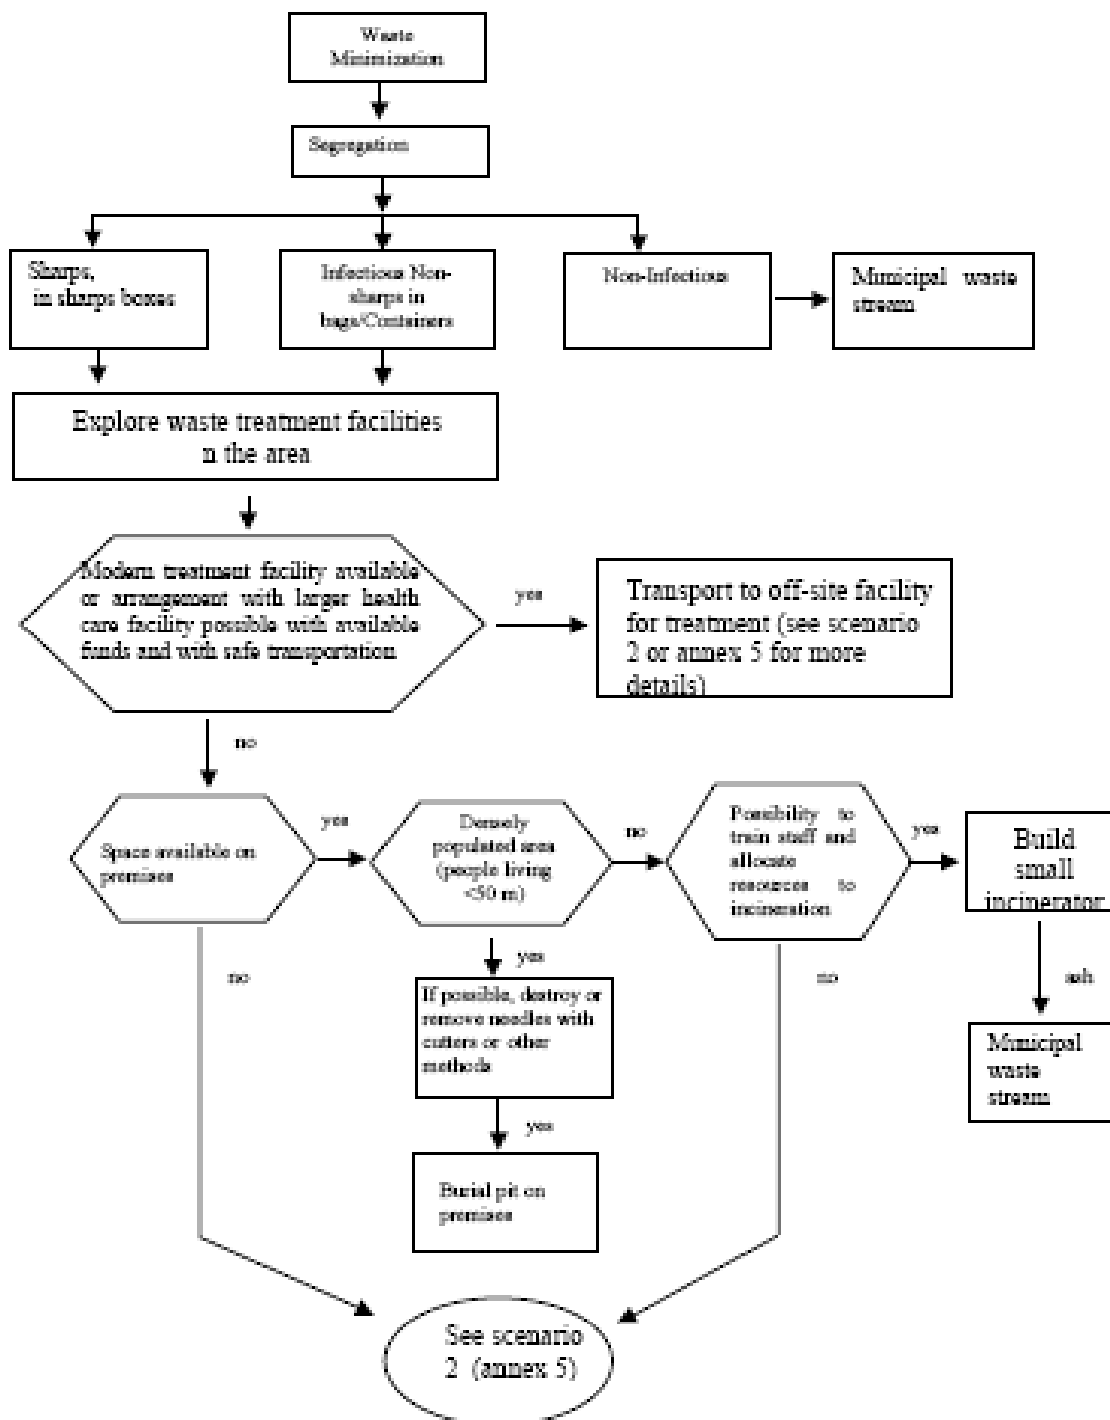 Waste
Minimization
Segregation
Sharps,
in sharps boxes
Infectious Non-
sharps in
bags/Containers
Non-Infectious
Municipal waste
stream
Explore waste treatment facilities
n the area
Modern treatment facility available
or arrangement with larger health
care facility possible with available
funds and with safe transportation
yes
Transport to off-site facility
for treatment (see scenario
2 or annex 5 for more
details)
no
Space available on
premises
yes
Densely
populated area
(people living
<50 m)
no
Possibility to
train staff and
allocate
resources to
incineration
yes
Build
small
incinerator
no
yes
no
ash
If possible, destroy or
remove needles with
cutters or other
methods
Municipal
waste
stream
yes
Burial pit on
premises
See scenario
2 (annex 5)